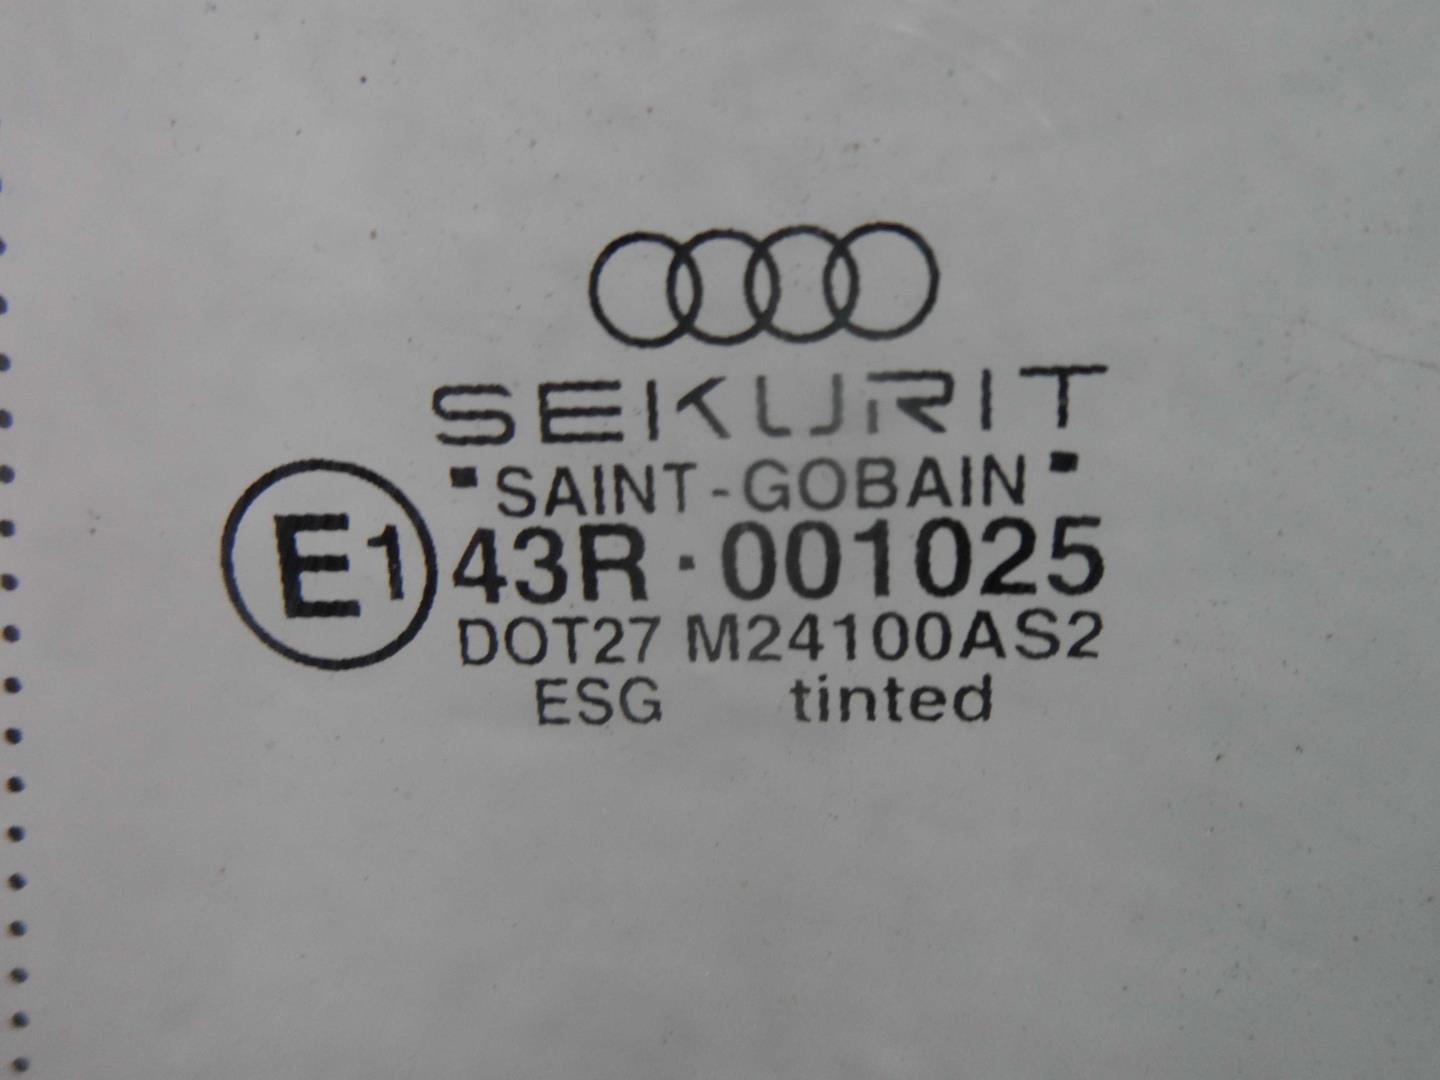 SEKURIT
"SAINT-GOBAIN"
E1 43R·001025
DOT27 M24100AS2
ESG tinted